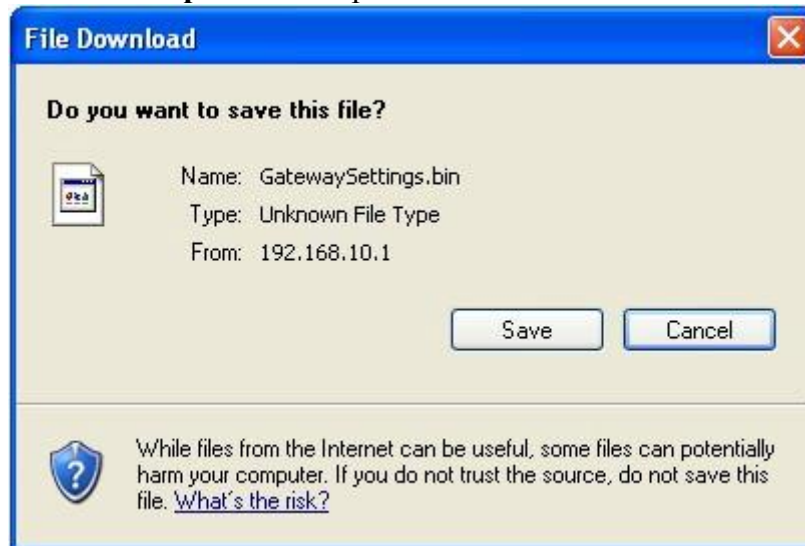 File Download
Do you want to save this file?
Name: GatewaySettings.bin
Type: Unknown File Type
From: 192.168.10.1
Save Cancel
While files from the Internet can be useful, some files can potentially
harm your computer. If you do not trust the source, do not save this
file. What's the risk?